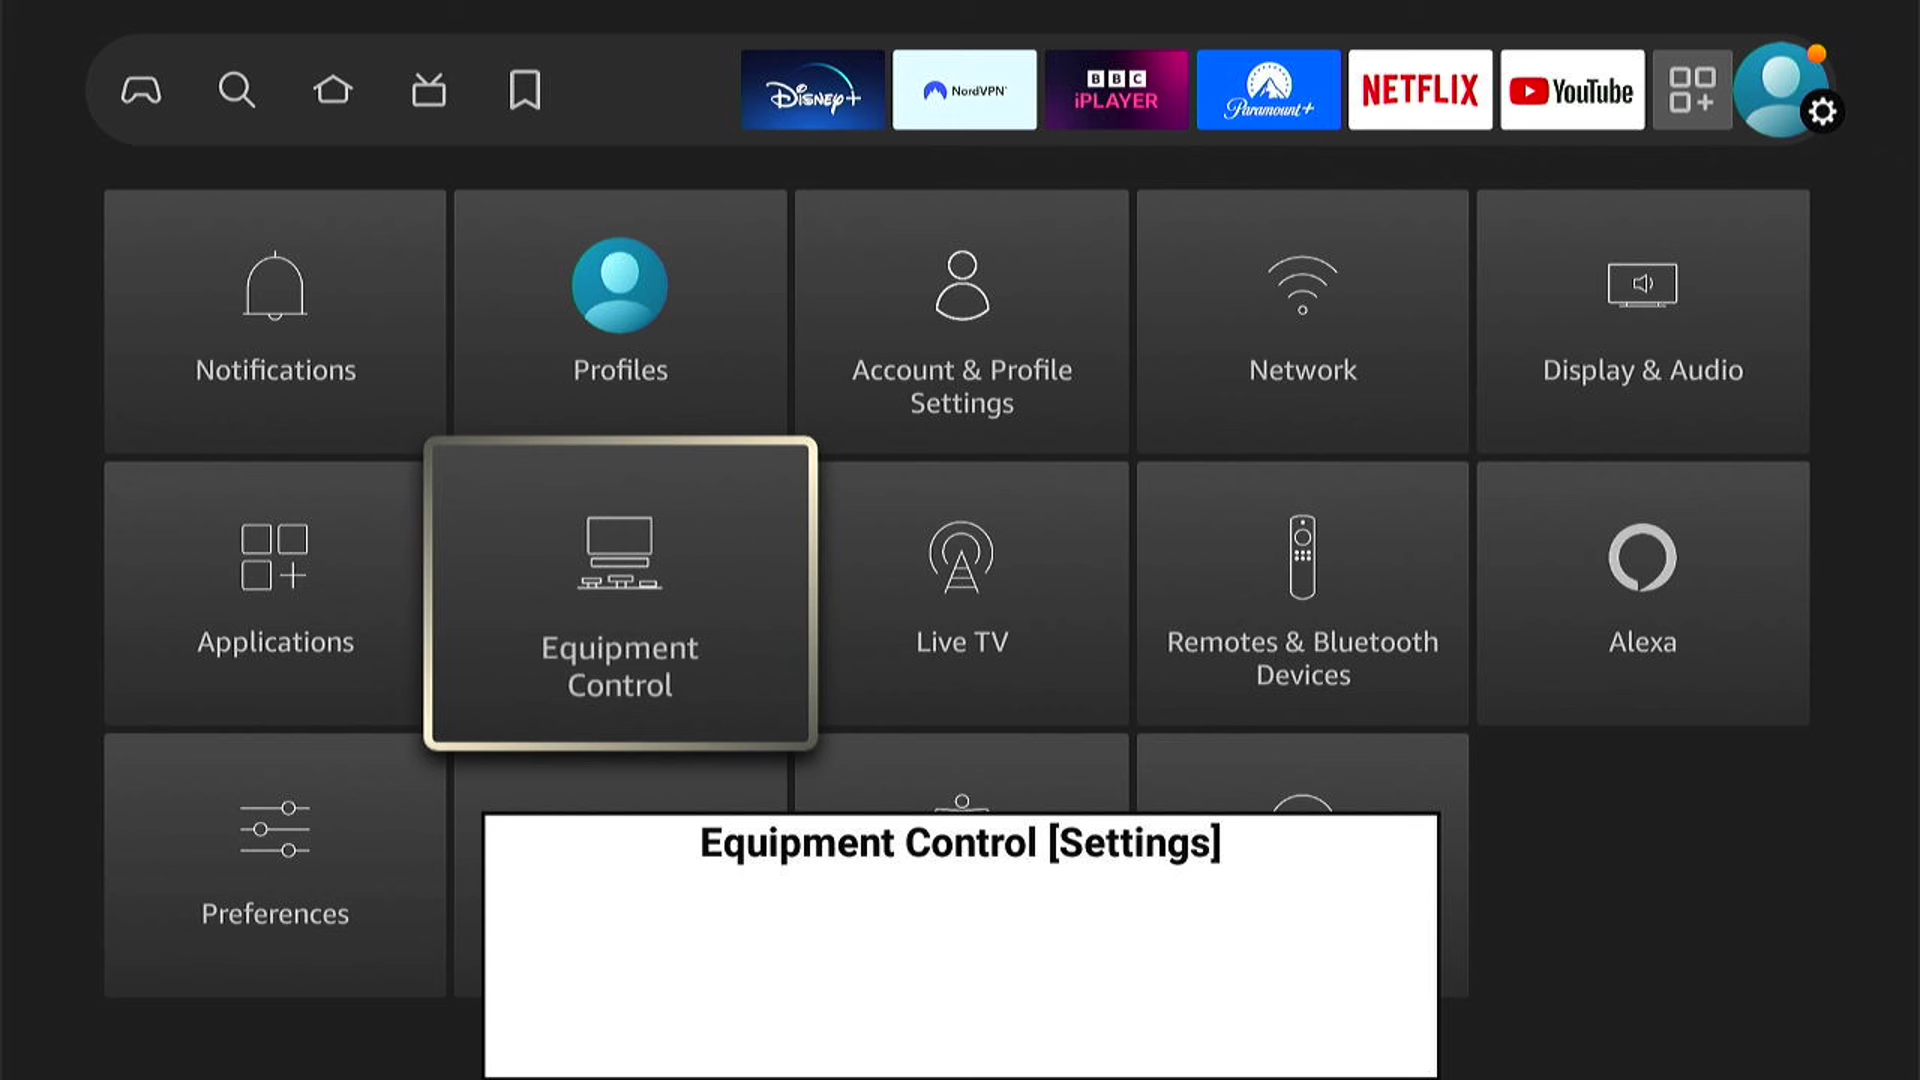 Disney+
NordVPN
BBC
iPLAYER
Paramount+
NETFLIX
YouTube
Notifications
Profiles
Account & Profile
Settings
Network
Display & Audio
Applications
Equipment
Control
Live TV
Remotes & Bluetooth
Devices
Alexa
Preferences
Equipment Control [Settings]